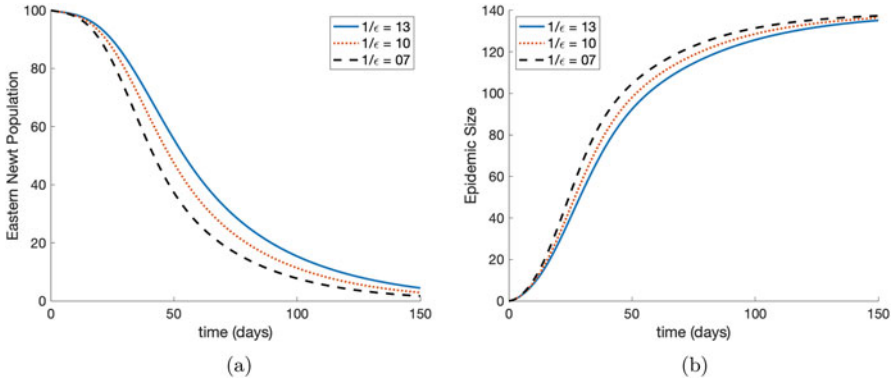 100
80
60
40
20
0
0
50
100
150
Eastern Newt Population
time (days)
1/ϵ = 13
1/ϵ = 10
1/ϵ = 07
(a)
140
120
100
80
60
40
20
0
0
50
100
150
Epidemic Size
time (days)
1/ϵ = 13
1/ϵ = 10
1/ϵ = 07
(b)